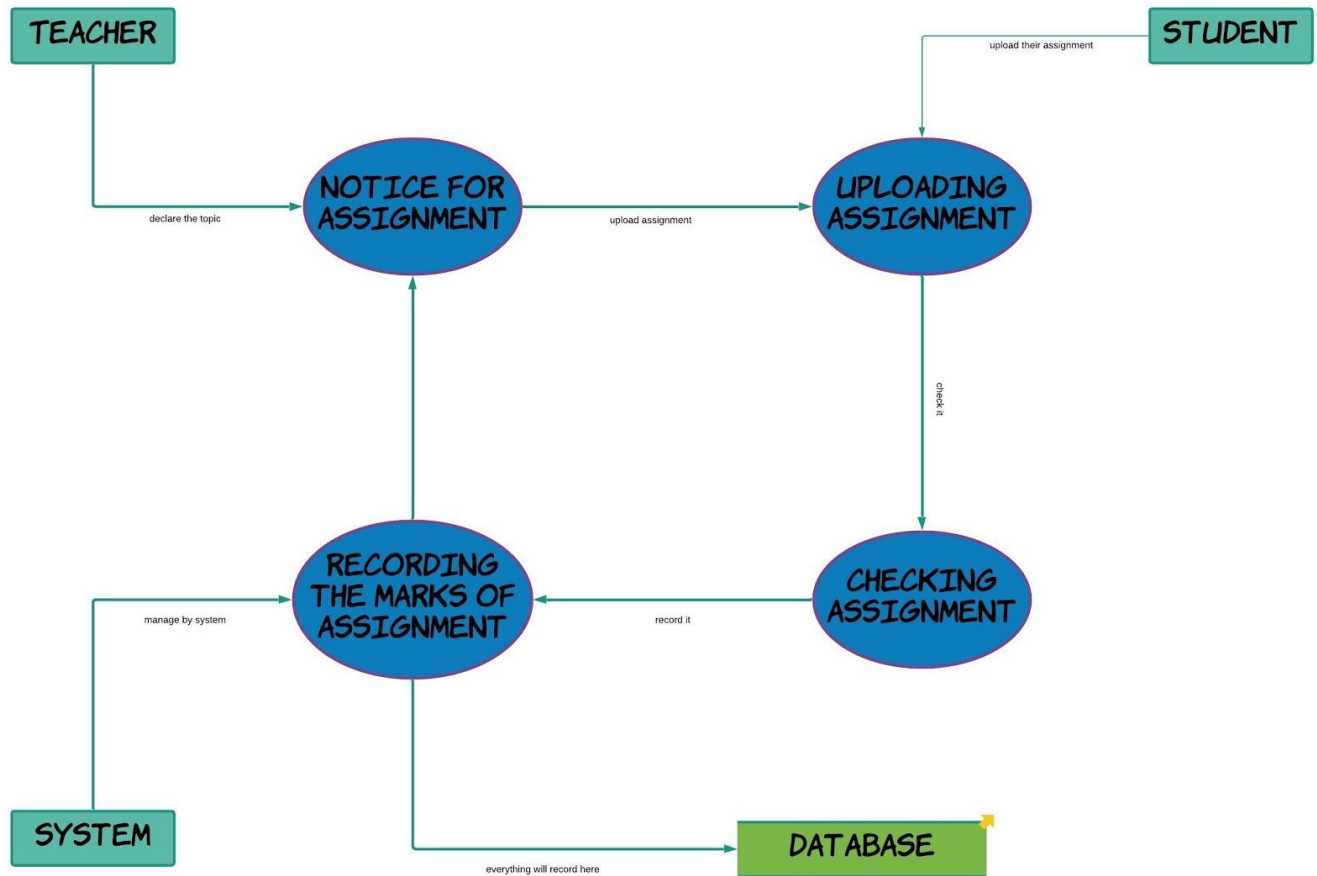 TEACHER
STUDENT
upload their assignment
NOTICE FOR
ASSIGNMENT
UPLOADING
ASSIGNMENT
declare the topic
upload assignment
check it
RECORDING
THE MARKS OF
ASSIGNMENT
CHECKING
ASSIGNMENT
manage by system
record it
SYSTEM
DATABASE
everything will record here